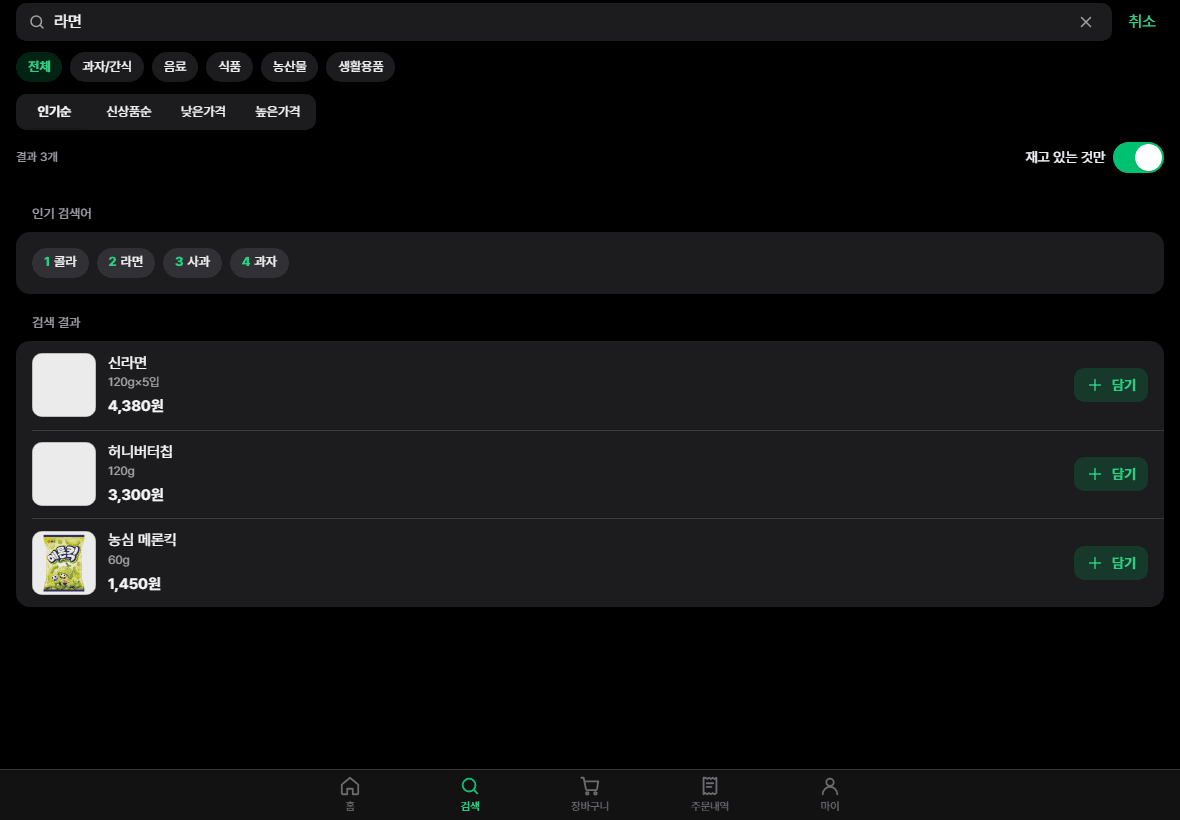 라면
취소
전체 과자/간식 음료 식품 농산물 생활용품
인기순 신상품순 낮은가격 높은가격
결과 3개
재고 있는 것만
인기 검색어
1 콜라 2 라면 3 사과 4 과자
검색 결과
신라면
120g×5입
4,380원
담기
허니버터칩
120g
3,300원
담기
메론킥
농심 메론킥
60g
1,450원
담기
홈 검색 장바구니 주문내역 마이